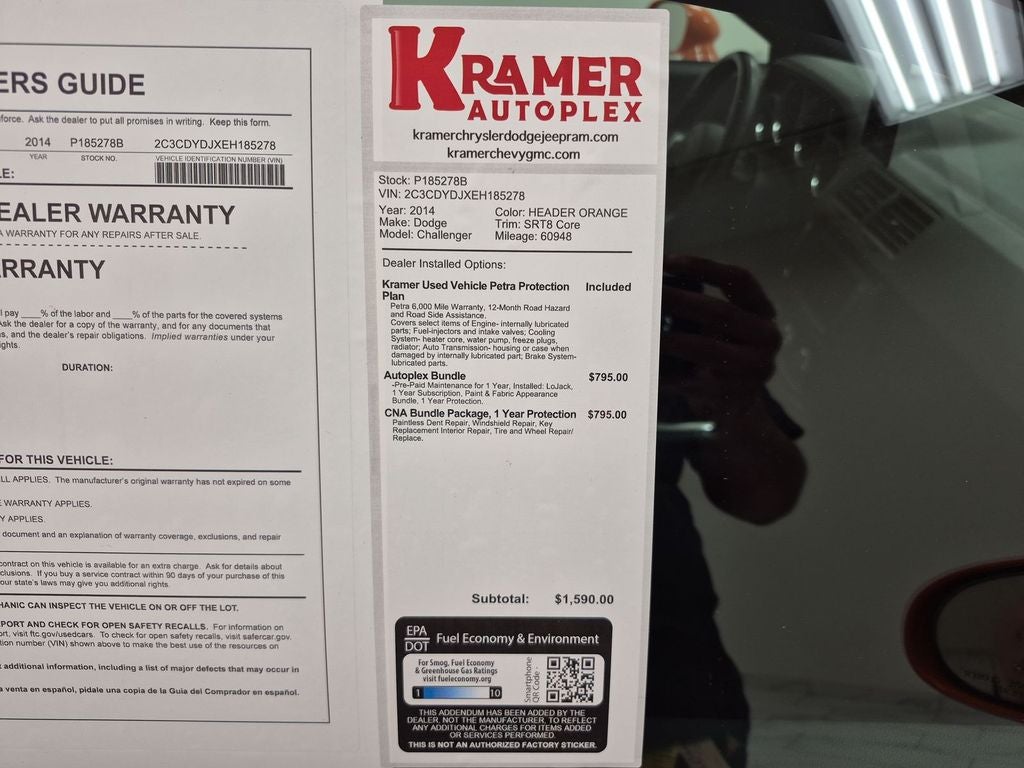 ERS GUIDE
force. Ask the dealer to put all promises in writing. Keep this form.
2014 P185278B 2C3CDYDJXEH185278
YEAR STOCK NO. VEHICLE IDENTIFICATION NUMBER (VIN)
E:
EALER WARRANTY
A WARRANTY FOR ANY REPAIRS AFTER SALE.
RRANTY
l pay ____% of the labor and ____% of the parts for the covered systems
Ask the dealer for a copy of the warranty, and for any documents that
s, and the dealer's repair obligations. Implied warranties under your
ghts.
DURATION:
FOR THIS VEHICLE:
LL APPLIES. The manufacturer's original warranty has not expired on some
E WARRANTY APPLIES.
Y APPLIES.
document and an explanation of warranty coverage, exclusions, and repair
contract on this vehicle is available for an extra charge. Ask for details about
clusions. If you buy a service contract within 90 days of your purchase of this
our state's laws may give you additional rights.
HANIC CAN INSPECT THE VEHICLE ON OR OFF THE LOT.
PORT AND CHECK FOR OPEN SAFETY RECALLS. For information on
ort, visit ftc.gov/usedcars. To check for open safety recalls, visit safercar.gov.
tion number (VIN) shown above to make the best use of the resources on
additional information, including a list of major defects that may occur in
a venta en español, pídale una copia de la Guía del Comprador en español.
KRAMER
AUTOPLEX
kramerchryslerdodgejeepram.com
kramerchevygmc.com
Stock: P185278B
VIN: 2C3CDYDJXEH185278
Year: 2014 Color: HEADER ORANGE
Make: Dodge Trim: SRT8 Core
Model: Challenger Mileage: 60948
Dealer Installed Options:
Kramer Used Vehicle Petra Protection Included
Plan
Petra 6,000 Mile Warranty, 12-Month Road Hazard
and Road Side Assistance.
Covers select items of Engine- internally lubricated
parts; Fuel-injectors and intake valves; Cooling
System- heater core, water pump, freeze plugs,
radiator; Auto Transmission- housing or case when
damaged by internally lubricated part; Brake System-
lubricated parts.
Autoplex Bundle $795.00
-Pre-Paid Maintenance for 1 Year, Installed: LoJack,
1 Year Subscription, Paint & Fabric Appearance
Bundle, 1 Year Protection.
CNA Bundle Package, 1 Year Protection $795.00
Paintless Dent Repair, Windshield Repair, Key
Replacement Interior Repair, Tire and Wheel Repair/
Replace.
Subtotal: $1,590.00
EPA
DOT
Fuel Economy & Environment
For Smog, Fuel Economy
& Greenhouse Gas Ratings
visit fueleconomy.org
1 10
Smartphone
QR Code -
THIS ADDENDUM HAS BEEN ADDED BY THE
DEALER, NOT THE MANUFACTURER, TO REFLECT
ANY ADDITIONAL CHARGES FOR ITEMS ADDED
OR SERVICES PERFORMED.
THIS IS NOT AN AUTHORIZED FACTORY STICKER.